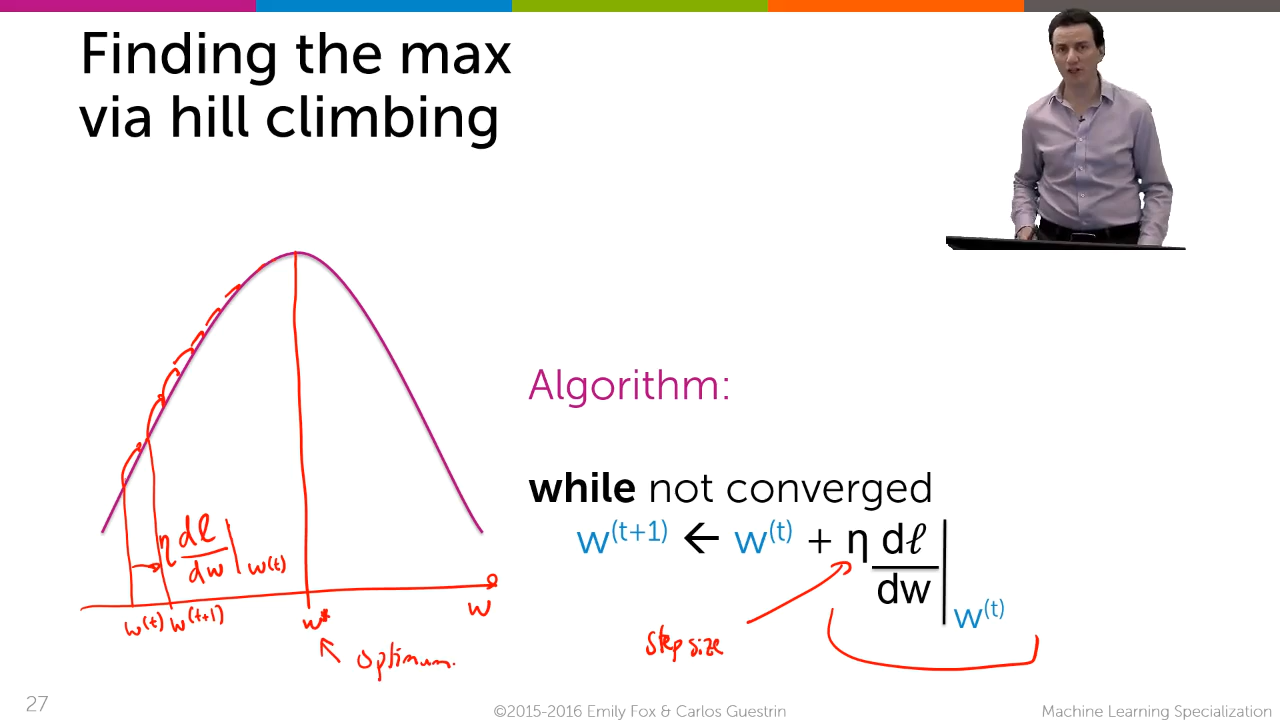 Finding the max
via hill climbing
Algorithm:
while not converged
w(t+1) ← w(t) + η dℓ/dw | w(t)
η dℓ/dw | w(t)
w(t) w(t+1) w* w
optimum.
step size
27 ©2015-2016 Emily Fox & Carlos Guestrin Machine Learning Specialization